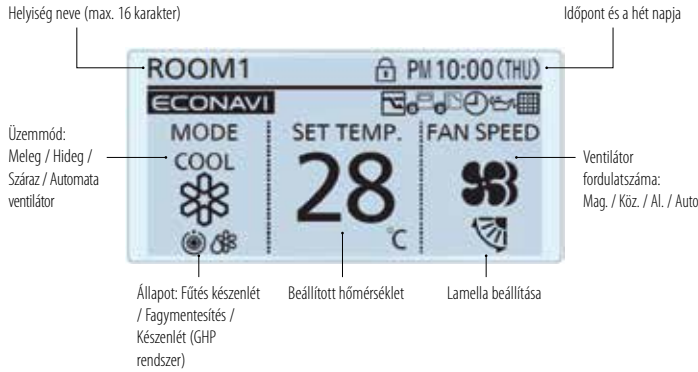 Helyiség neve (max. 16 karakter)
Időpont és a hét napja
ROOM1
PM 10:00 (THU)
ECONAVI
MODE
SET TEMP.
FAN SPEED
COOL
28
°C
Üzemmód:
Meleg / Hideg /
Száraz / Automata
ventilátor
Ventilátor
fordulatszáma:
Mag. / Köz. / Al. / Auto
Állapot: Fűtés készenlét
/ Fagymentesítés /
Készenlét (GHP
rendszer)
Beállított hőmérséklet
Lamella beállítása